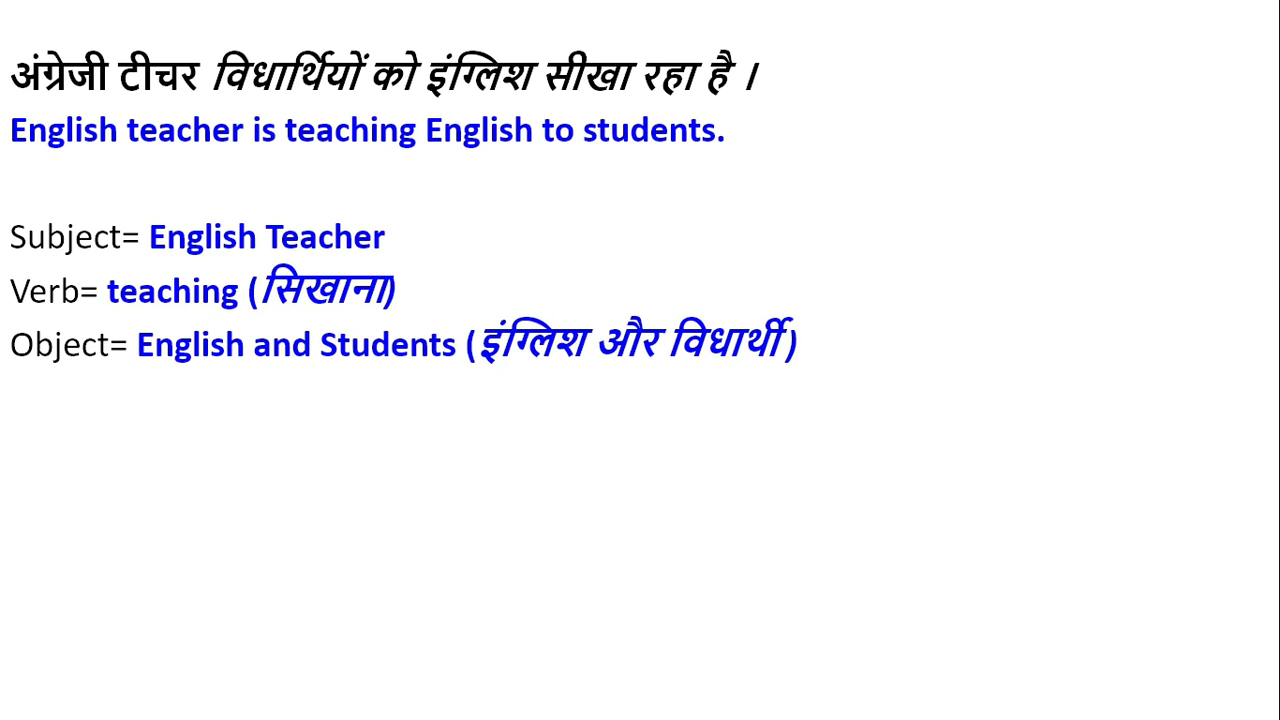 अंग्रेजी टीचर विधार्थियों को इंग्लिश सीखा रहा है ।
English teacher is teaching English to students.
Subject= English Teacher
Verb= teaching (सिखाना)
Object= English and Students (इंग्लिश और विधार्थी)